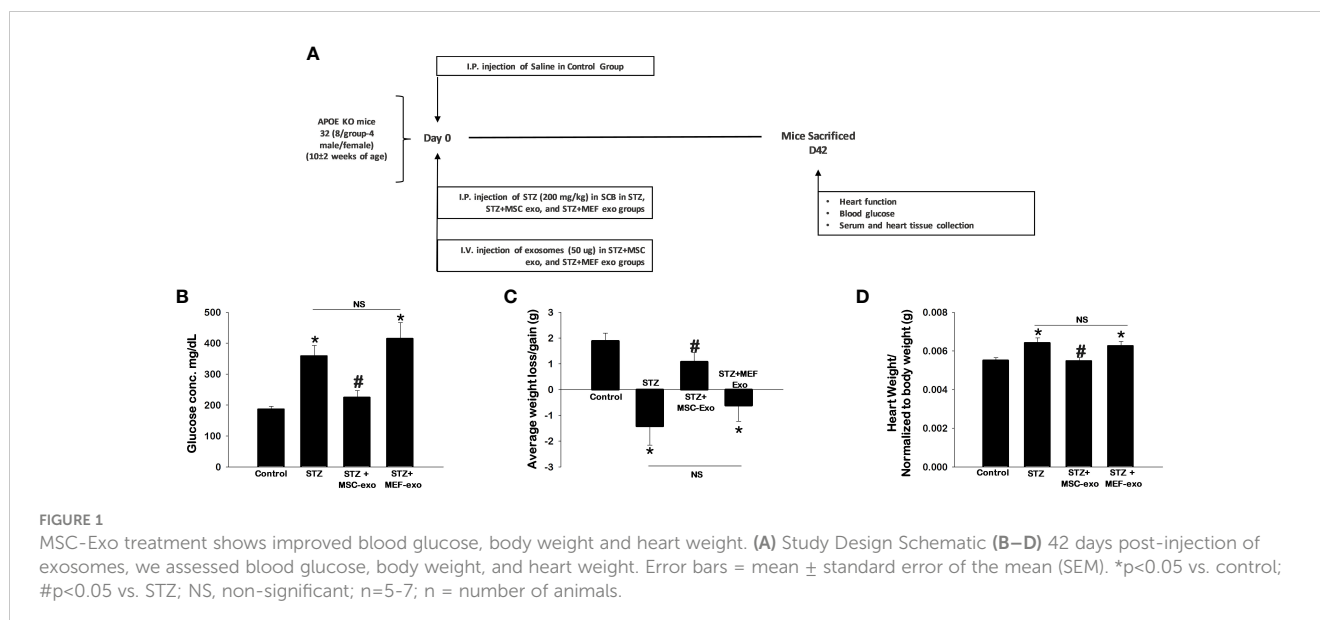 A
I.P. injection of Saline in Control Group
APOE KO mice
32 (8/group-4
male/female)
(10±2 weeks of age)
Day 0
Mice Sacrificed
D42
I.P. injection of STZ (200 mg/kg) in SCB in STZ,
STZ+MSC exo, and STZ+MEF exo groups
I.V. injection of exosomes (50 ug) in STZ+MSC
exo, and STZ+MEF exo groups
• Heart function
• Blood glucose
• Serum and heart tissue collection
B
Glucose conc. mg/dL
500
400
300
200
100
0
NS
*
#
*
Control
STZ
STZ +
MSC-exo
STZ+
MEF-exo
C
Average weight loss/gain (g)
3
2
1
0
-1
-2
-3
Control
STZ
*
#
STZ+
MSC-Exo
STZ+MEF
Exo
*
NS
D
Heart Weight/
Normalized to body weight (g)
0.008
0.006
0.004
0.002
0.000
NS
*
#
*
Control
STZ
STZ+
MSC-exo
STZ +
MEF-exo
FIGURE 1
MSC-Exo treatment shows improved blood glucose, body weight and heart weight. (A) Study Design Schematic (B–D) 42 days post-injection of
exosomes, we assessed blood glucose, body weight, and heart weight. Error bars = mean ± standard error of the mean (SEM). *p<0.05 vs. control;
#p<0.05 vs. STZ; NS, non-significant; n=5-7; n = number of animals.